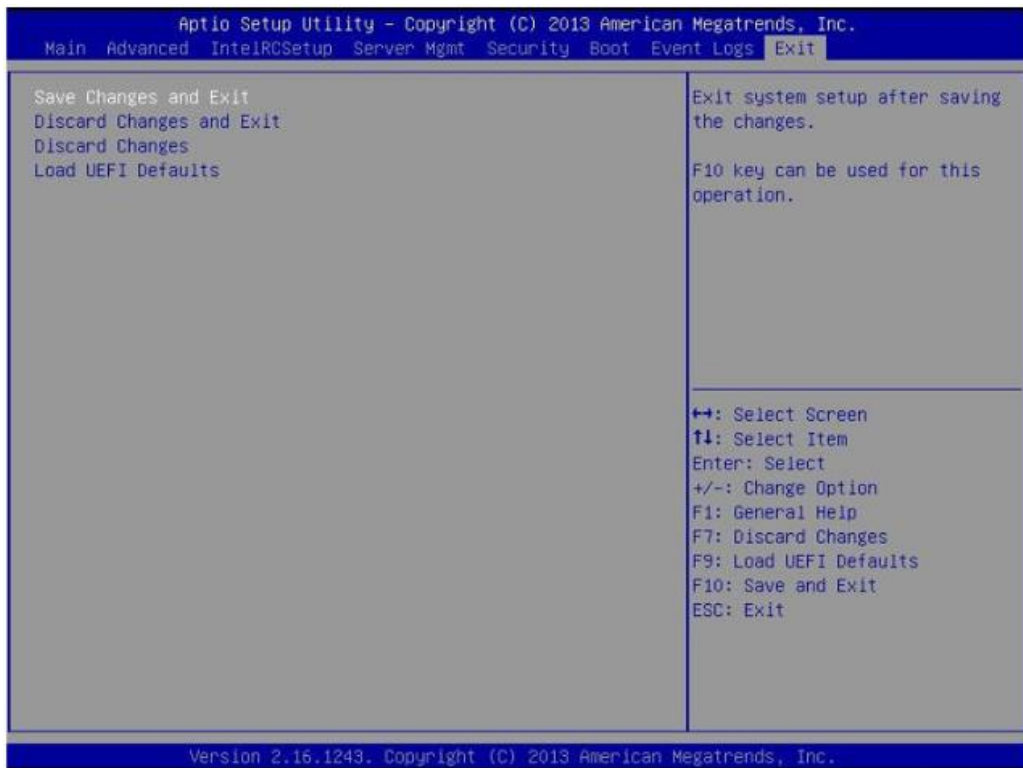 Aptio Setup Utility – Copyright (C) 2013 American Megatrends, Inc.
Main Advanced IntelRCSetup Server Mgmt Security Boot Event Logs Exit
Save Changes and Exit
Discard Changes and Exit
Discard Changes
Load UEFI Defaults
Exit system setup after saving
the changes.
F10 key can be used for this
operation.
↔: Select Screen
↑↓: Select Item
Enter: Select
+/-: Change Option
F1: General Help
F7: Discard Changes
F9: Load UEFI Defaults
F10: Save and Exit
ESC: Exit
Version 2.16.1243. Copyright (C) 2013 American Megatrends, Inc.